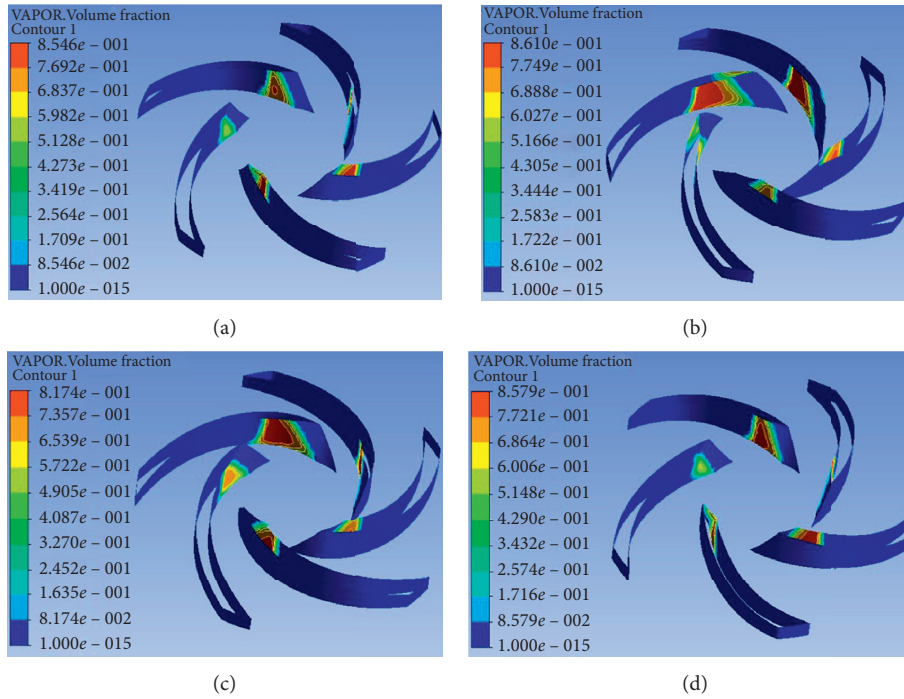 VAPOR.Volume fraction
Contour 1
8.546e – 001
7.692e – 001
6.837e – 001
5.982e – 001
5.128e – 001
4.273e – 001
3.419e – 001
2.564e – 001
1.709e – 001
8.546e – 002
1.000e – 015
(a)
VAPOR.Volume fraction
Contour 1
8.610e – 001
7.749e – 001
6.888e – 001
6.027e – 001
5.166e – 001
4.305e – 001
3.444e – 001
2.583e – 001
1.722e – 001
8.610e – 002
1.000e – 015
(b)
VAPOR.Volume fraction
Contour 1
8.174e – 001
7.357e – 001
6.539e – 001
5.722e – 001
4.905e – 001
4.087e – 001
3.270e – 001
2.452e – 001
1.635e – 001
8.174e – 002
1.000e – 015
(c)
VAPOR.Volume fraction
Contour 1
8.579e – 001
7.721e – 001
6.864e – 001
6.006e – 001
5.148e – 001
4.290e – 001
3.432e – 001
2.574e – 001
1.716e – 001
8.579e – 002
1.000e – 015
(d)